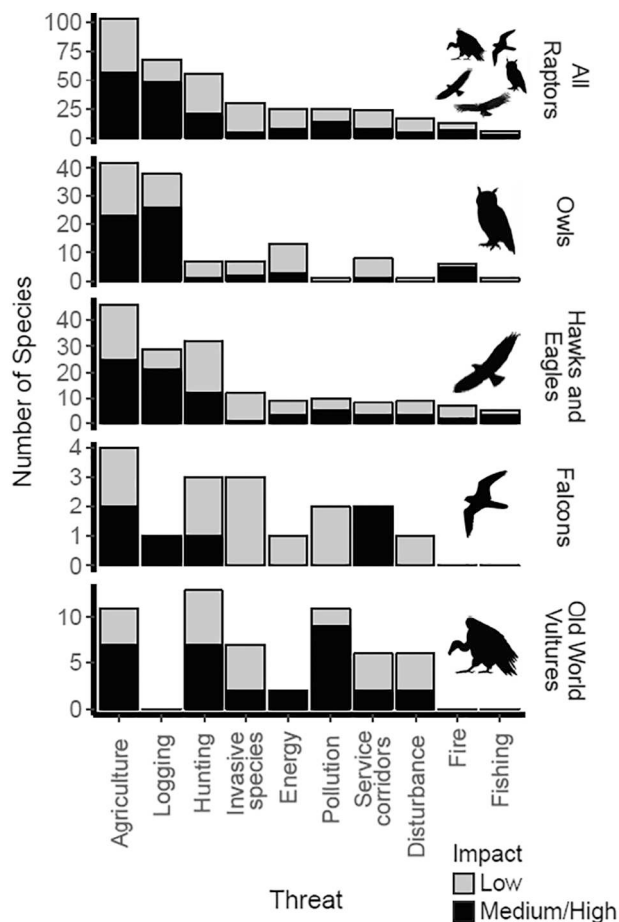 100
75
50
25
0
All
Raptors
40
30
20
10
0
Owls
40
30
20
10
0
Hawks and
Eagles
4
3
2
1
0
Falcons
10
5
0
Old World
Vultures
Number of Species
Agriculture
Logging
Hunting
Invasive
species
Energy
Pollution
Service
corridors
Disturbance
Fire
Fishing
Threat
Impact
Low
Medium/High